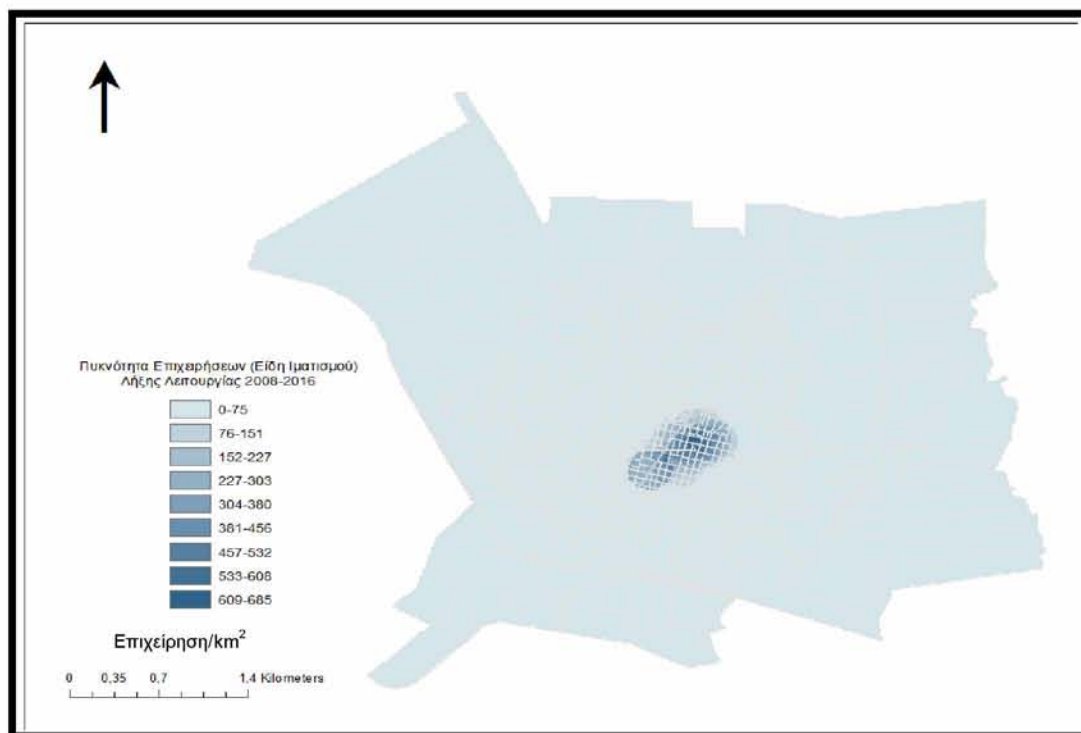 Πυκνότητα Επιχειρήσεων (Είδη Ιματισμού)
Λήξης Λειτουργίας 2008-2016
0-75
76-151
152-227
227-303
304-380
381-456
457-532
533-608
609-685
Επιχείρηση/km²
0 0,35 0,7 1,4 Kilometers